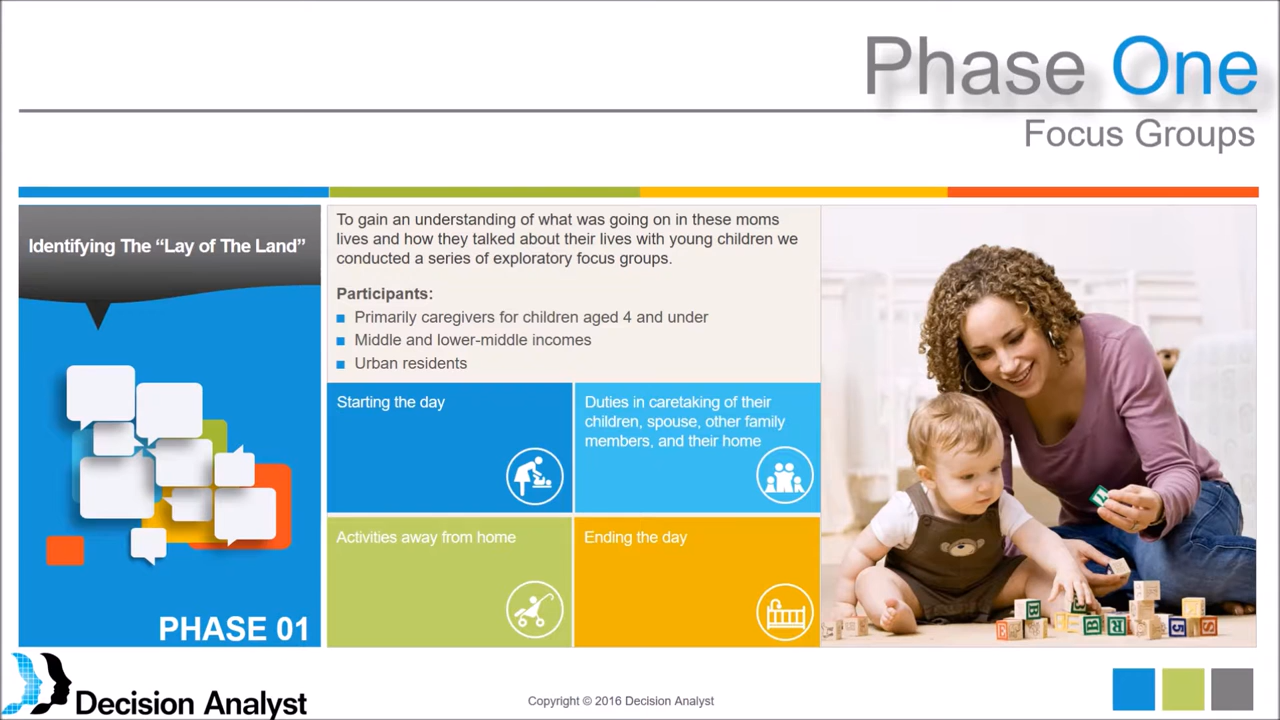 Phase One
Focus Groups
Identifying The “Lay of The Land”
PHASE 01
To gain an understanding of what was going on in these moms
lives and how they talked about their lives with young children we
conducted a series of exploratory focus groups.
Participants:
Primarily caregivers for children aged 4 and under
Middle and lower-middle incomes
Urban residents
Starting the day
Duties in caretaking of their
children, spouse, other family
members, and their home
Activities away from home
Ending the day
Decision Analyst
Copyright © 2016 Decision Analyst